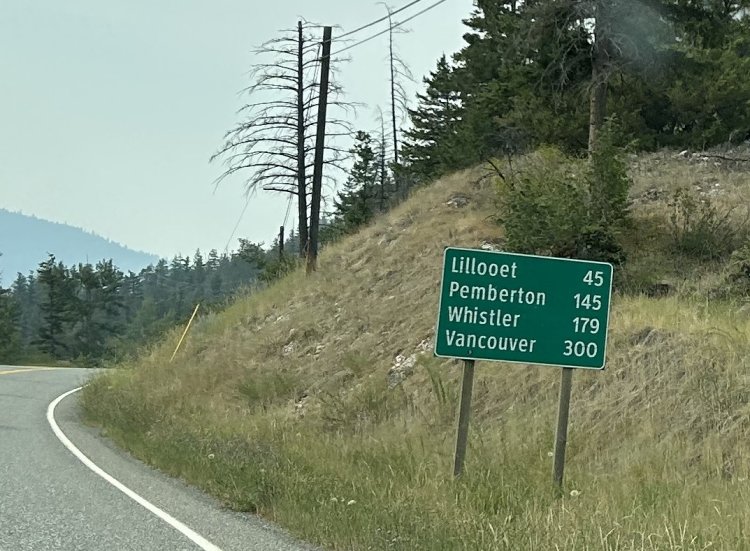 Lillooet 45
Pemberton 145
Whistler 179
Vancouver 300